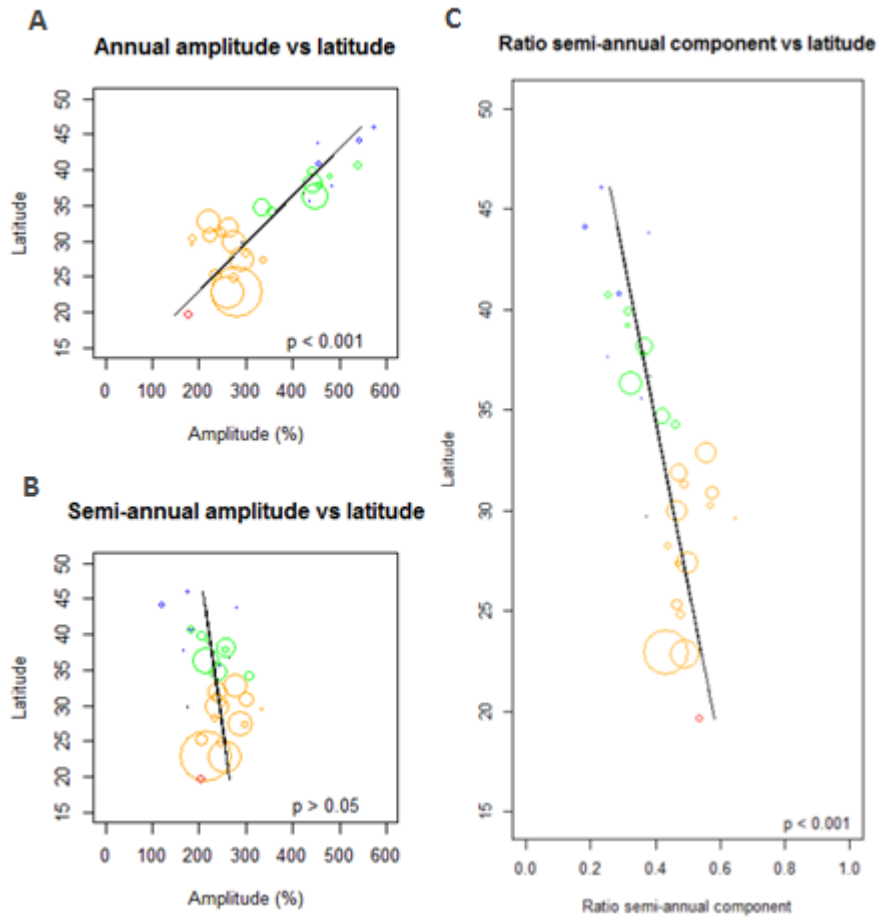 A
Annual amplitude vs latitude
Latitude
50
45
40
35
30
25
20
15
p < 0.001
0 100 200 300 400 500 600
Amplitude (%)
B
Semi-annual amplitude vs latitude
Latitude
50
45
40
35
30
25
20
15
p > 0.05
0 100 200 300 400 500 600
Amplitude (%)
C
Ratio semi-annual component vs latitude
Latitude
50
45
40
35
30
25
20
15
p < 0.001
0.0 0.2 0.4 0.6 0.8 1.0
Ratio semi-annual component